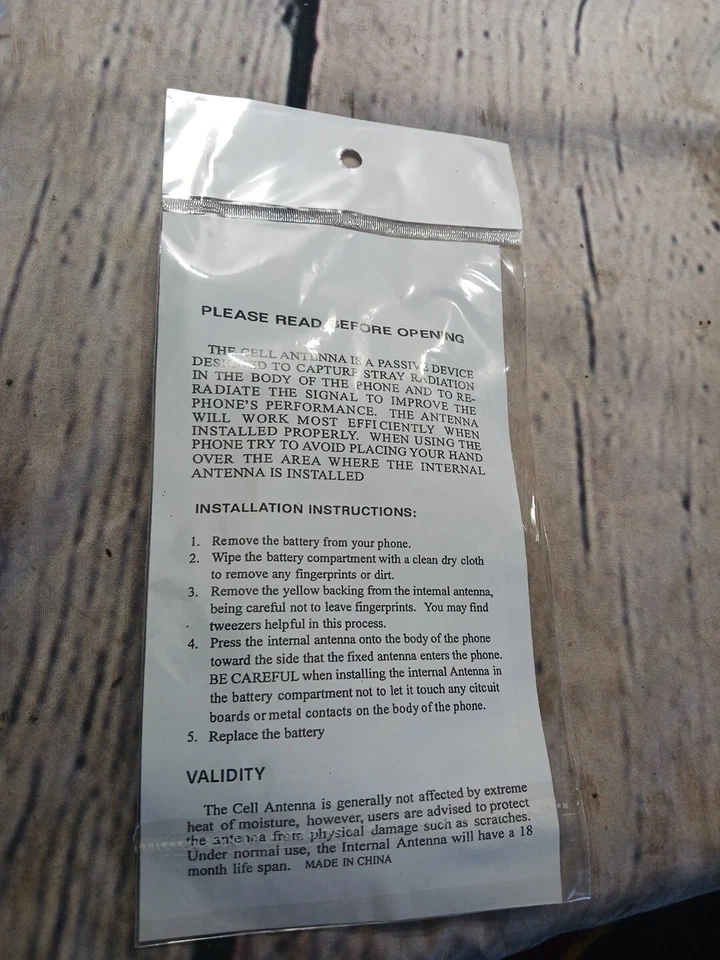 PLEASE READ BEFORE OPENING
THE CELL ANTENNA IS A PASSIVE DEVICE
DESIGNED TO CAPTURE STRAY RADIATION
IN THE BODY OF THE PHONE AND TO RE-
RADIATE THE SIGNAL TO IMPROVE THE
PHONE'S PERFORMANCE. THE ANTENNA
WILL WORK MOST EFFICIENTLY WHEN
INSTALLED PROPERLY. WHEN USING THE
PHONE TRY TO AVOID PLACING YOUR HAND
OVER THE AREA WHERE THE INTERNAL
ANTENNA IS INSTALLED
INSTALLATION INSTRUCTIONS:
1. Remove the battery from your phone.
2. Wipe the battery compartment with a clean dry cloth
to remove any fingerprints or dirt.
3. Remove the yellow backing from the internal antenna,
being careful not to leave fingerprints. You may find
tweezers helpful in this process.
4. Press the internal antenna onto the body of the phone
toward the side that the fixed antenna enters the phone.
BE CAREFUL when installing the internal Antenna in
the battery compartment not to let it touch any citcuit
boards or metal contacts on the body of the phone.
5. Replace the battery
VALIDITY
The Cell Antenna is generally not affected by extreme
heat of moisture, however, users are advised to protect
the antenna from physical damage such as scratches.
Under normal use, the Internal Antenna will have a 18
month life span. MADE IN CHINA